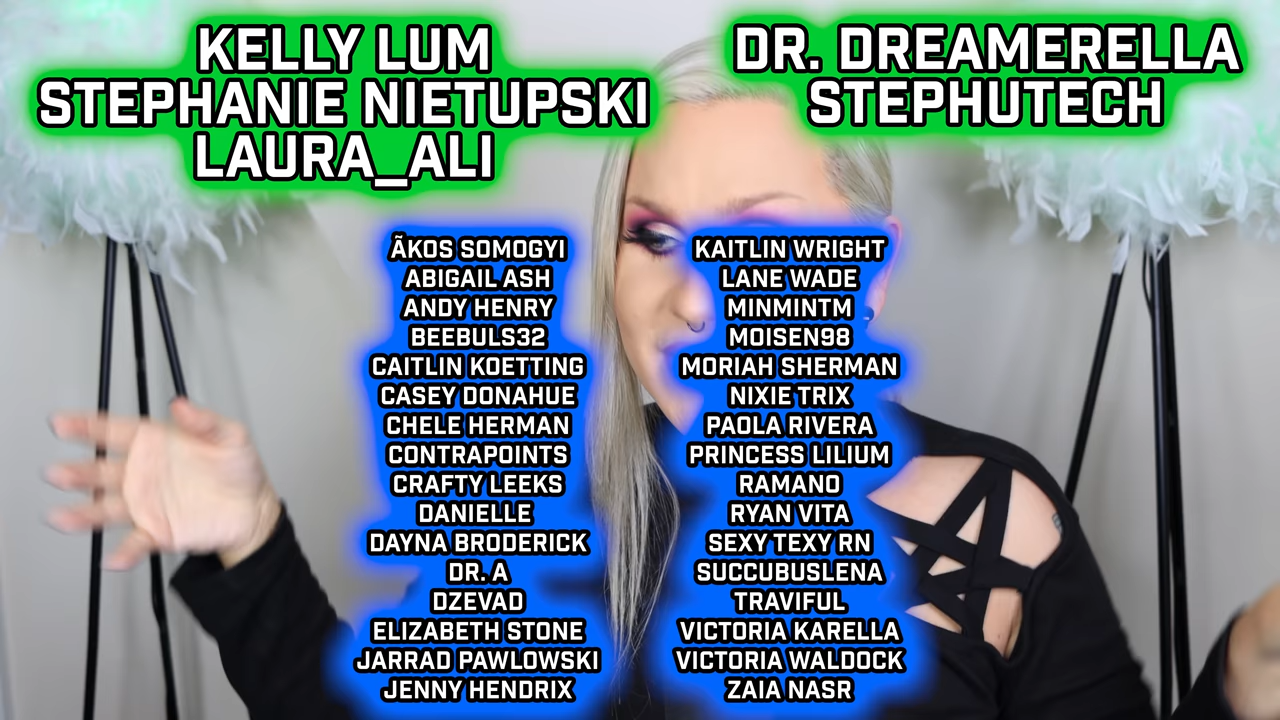 KELLY LUM
STEPHANIE NIETUPSKI
LAURA_ALI
DR. DREAMERELLA
STEPHUTECH
ÃKOS SOMOGYI
ABIGAIL ASH
ANDY HENRY
BEEBULS32
CAITLIN KOETTING
CASEY DONAHUE
CHELE HERMAN
CONTRAPOINTS
CRAFTY LEEKS
DANIELLE
DAYNA BRODERICK
DR. A
DZEVAD
ELIZABETH STONE
JARRAD PAWLOWSKI
JENNY HENDRIX
KAITLIN WRIGHT
LANE WADE
MINMINTM
MOISEN98
MORIAH SHERMAN
NIXIE TRIX
PAOLA RIVERA
PRINCESS LILIUM
RAMANO
RYAN VITA
SEXY TEXY RN
SUCCUBUSLENA
TRAVIFUL
VICTORIA KARELLA
VICTORIA WALDOCK
ZAIA NASR